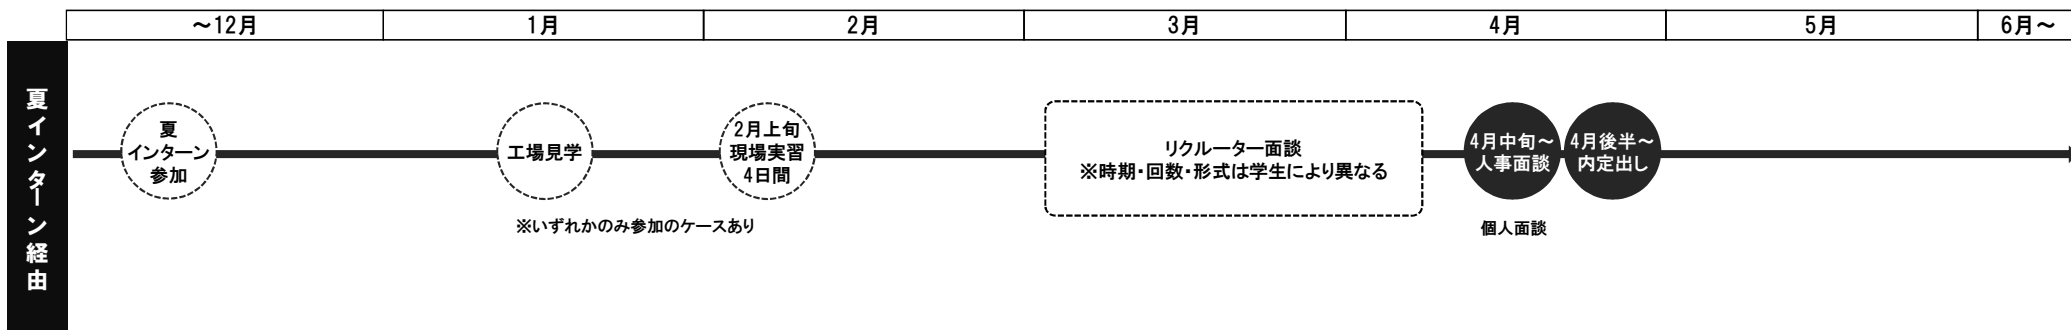 ～12月
1月
2月
3月
4月
5月
6月～
夏インターン経由
夏
インターン
参加
工場見学
2月上旬
現場実習
4日間
リクルーター面談
※時期・回数・形式は学生により異なる
4月中旬～
人事面談
4月後半～
内定出し
※いずれかのみ参加のケースあり
個人面談